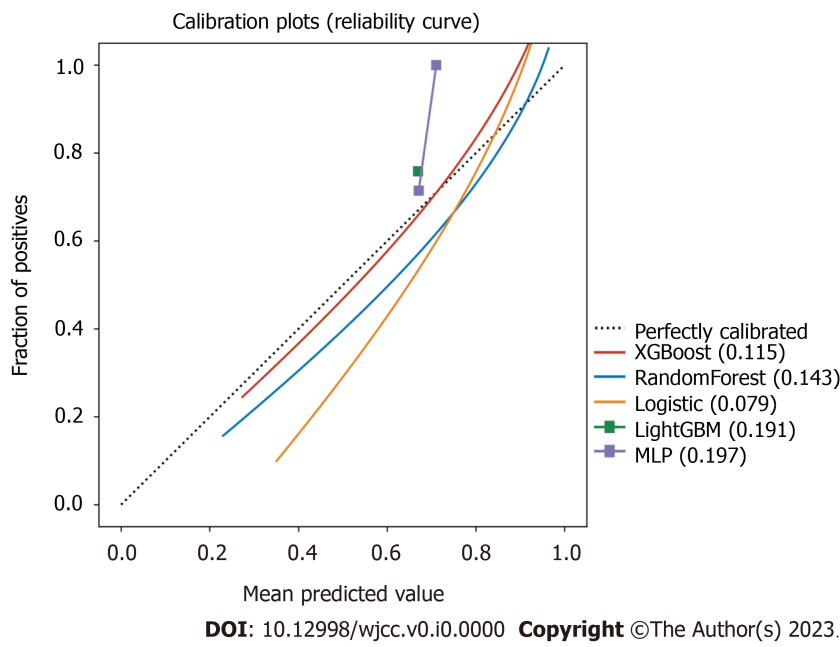 Calibration plots (reliability curve)
1.0
0.8
0.6
0.4
0.2
0.0
Fraction of positives
0.0 0.2 0.4 0.6 0.8 1.0
Mean predicted value
Perfectly calibrated
XGBoost (0.115)
RandomForest (0.143)
Logistic (0.079)
LightGBM (0.191)
MLP (0.197)
DOI: 10.12998/wjcc.v0.i0.0000 Copyright ©The Author(s) 2023.